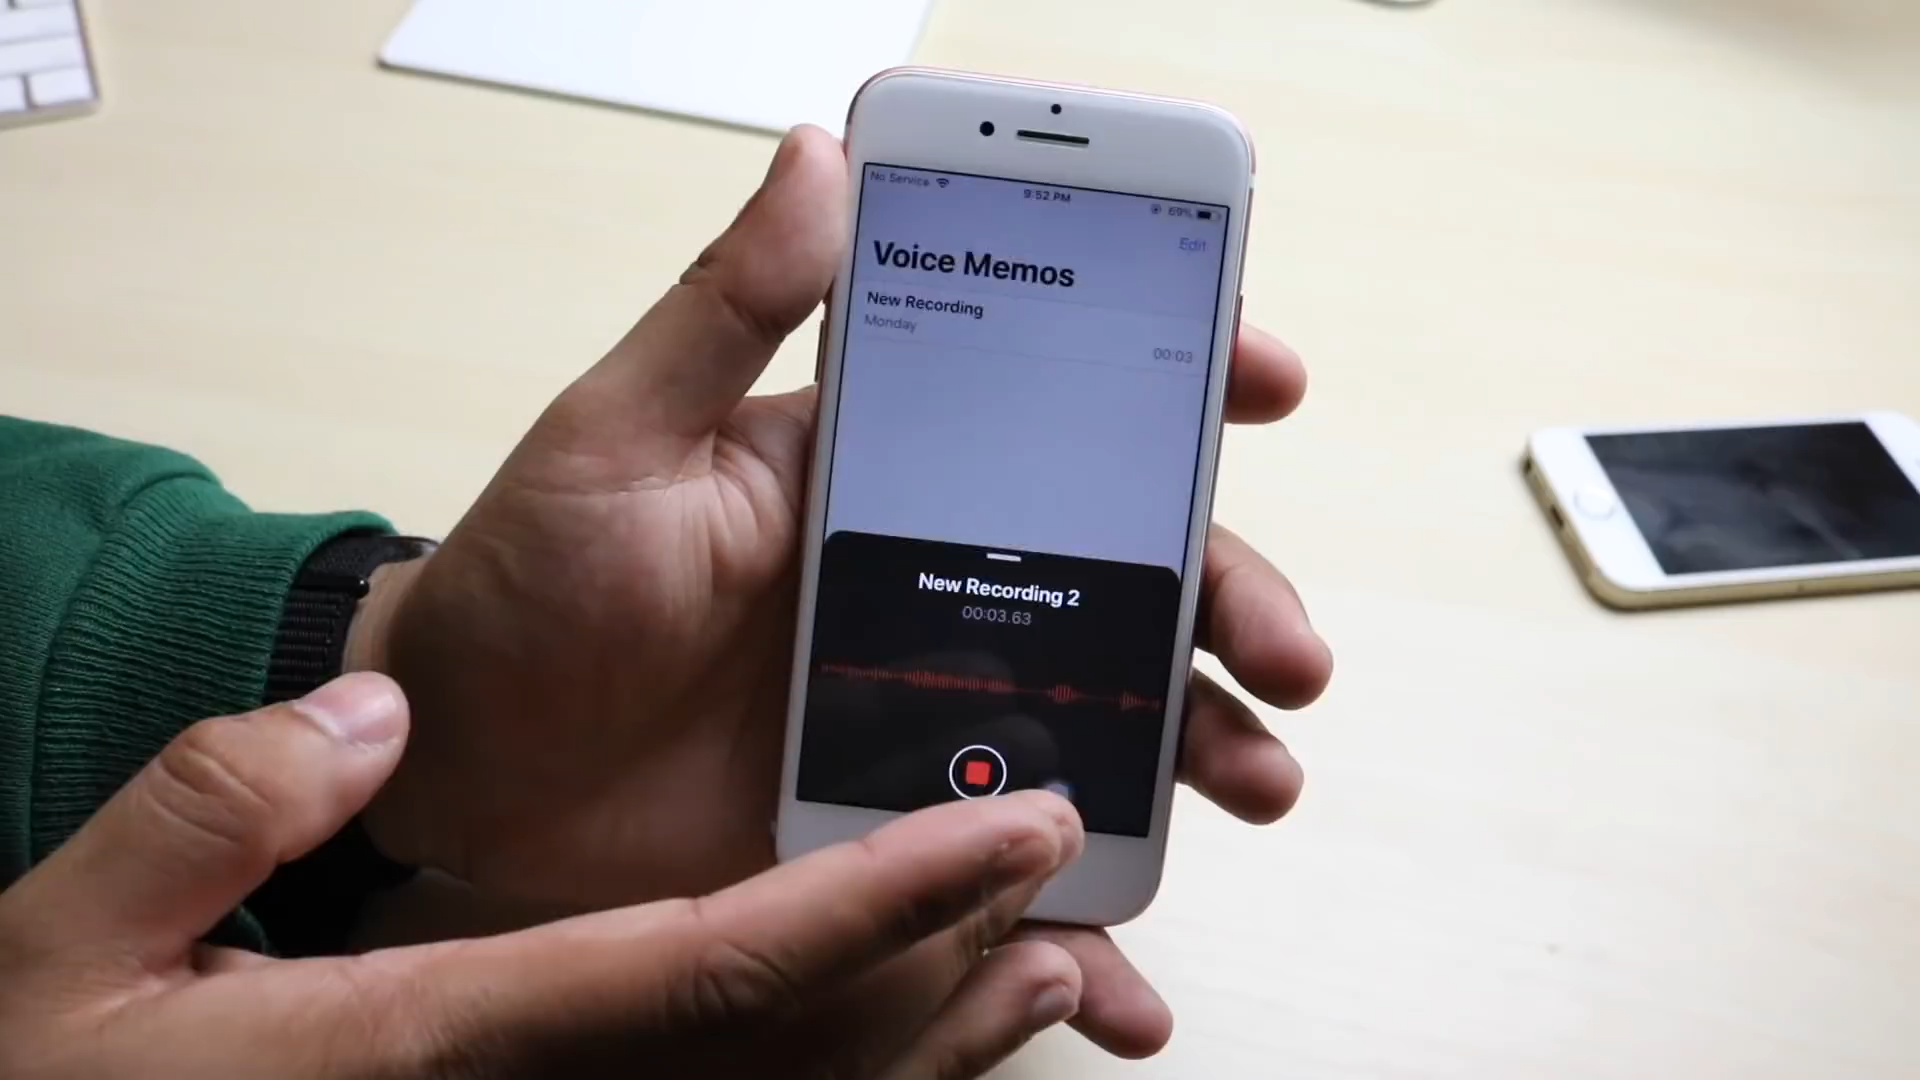 No Service
9:52 PM
69%
Edit
Voice Memos
New Recording
Monday
00:03
New Recording 2
00:03.63